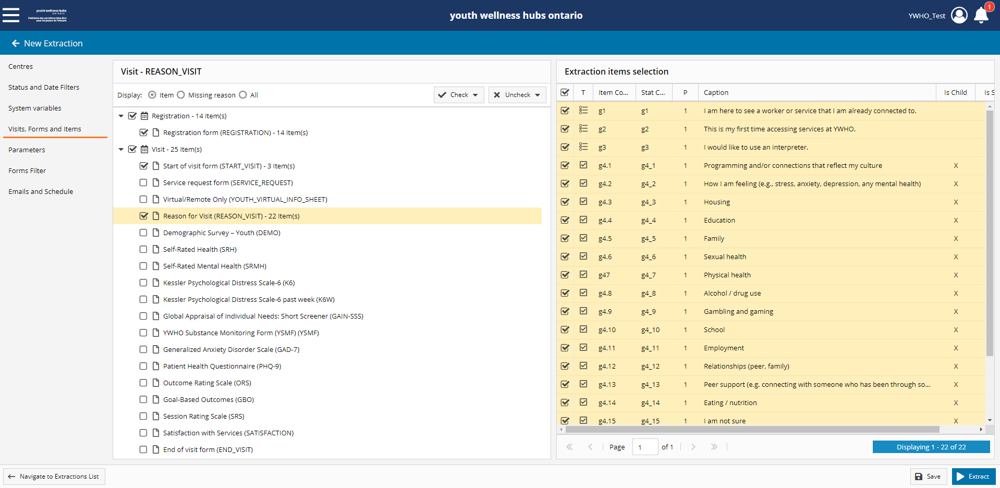 youth wellness hubs
ONTARIO
l'initiative des carrefours bien-être
pour les jeunes de l'Ontario
youth wellness hubs ontario
YWHO_Test
1
New Extraction
Centres
Status and Date Filters
System variables
Visits, Forms and Items
Parameters
Forms Filter
Emails and Schedule
Visit - REASON_VISIT
Display: Item Missing reason All
Check
Uncheck
Registration - 14 Item(s)
Registration form (REGISTRATION) - 14 Item(s)
Visit - 25 Item(s)
Start of visit form (START_VISIT) - 3 Item(s)
Service request form (SERVICE_REQUEST)
Virtual/Remote Only (YOUTH_VIRTUAL_INFO_SHEET)
Reason for Visit (REASON_VISIT) - 22 Item(s)
Demographic Survey – Youth (DEMO)
Self-Rated Health (SRH)
Self-Rated Mental Health (SRMH)
Kessler Psychological Distress Scale-6 (K6)
Kessler Psychological Distress Scale-6 past week (K6W)
Global Appraisal of Individual Needs: Short Screener (GAIN-SSS)
YWHO Substance Monitoring Form (YSMF) (YSMF)
Generalized Anxiety Disorder Scale (GAD-7)
Patient Health Questionnaire (PHQ-9)
Outcome Rating Scale (ORS)
Goal-Based Outcomes (GBO)
Session Rating Scale (SRS)
Satisfaction with Services (SATISFACTION)
End of visit form (END_VISIT)
Extraction items selection
T Item Co... Stat C... P Caption Is Child Is S
g1 g1 1 I am here to see a worker or service that I am already connected to.
g2 g2 1 This is my first time accessing services at YWHO.
g3 g3 1 I would like to use an interpreter.
g4.1 g4_1 1 Programming and/or connections that reflect my culture X
g4.2 g4_2 1 How I am feeling (e.g., stress, anxiety, depression, any mental health) X
g4.3 g4_3 1 Housing X
g4.4 g4_4 1 Education X
g4.5 g4_5 1 Family X
g4.6 g4_6 1 Sexual health X
g47 g4_7 1 Physical health X
g4.8 g4_8 1 Alcohol / drug use X
g4.9 g4_9 1 Gambling and gaming X
g4.10 g4_10 1 School X
g4.11 g4_11 1 Employment X
g4.12 g4_12 1 Relationships (peer, family) X
g4.13 g4_13 1 Peer support (e.g. connecting with someone who has been through so... X
g4.14 g4_14 1 Eating / nutrition X
g4.15 g4_15 1 I am not sure X
Page 1 of 1
Displaying 1 - 22 of 22
Navigate to Extractions List
Save
Extract